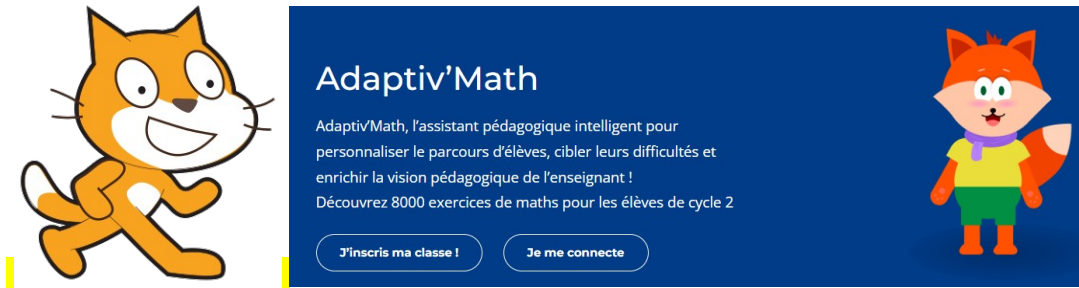 Adaptiv’Math
Adaptiv’Math, l’assistant pédagogique intelligent pour
personnaliser le parcours d’élèves, cibler leurs difficultés et
enrichir la vision pédagogique de l’enseignant !
Découvrez 8000 exercices de maths pour les élèves de cycle 2
J’inscris ma classe !
Je me connecte